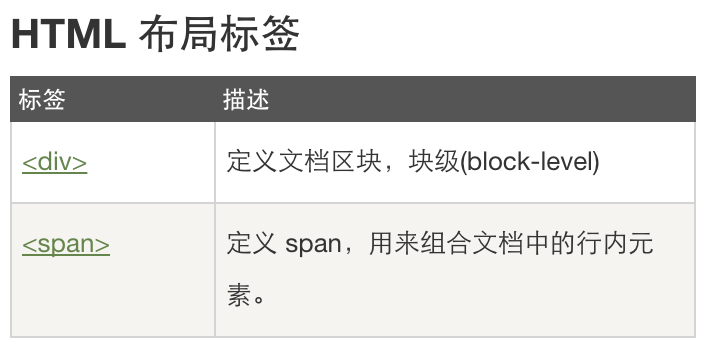 HTML 布局标签
标签 描述
<div> 定义文档区块，块级(block-level)
<span> 定义 span，用来组合文档中的行内元
素。